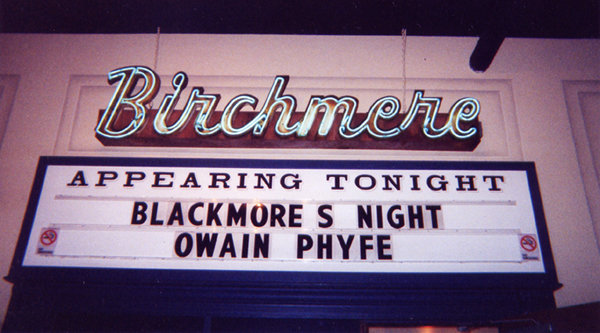 Birchmere
APPEARING TONIGHT
BLACKMORE S NIGHT
OWAIN PHYFE